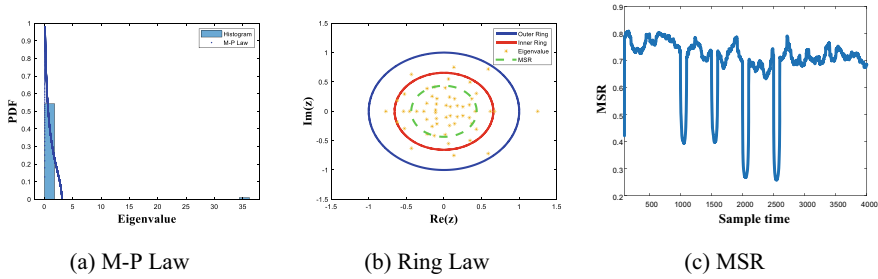 1
0.9
0.8
0.7
0.6
0.5
0.4
0.3
0.2
0.1
0
PDF
0 5 10 15 20 25 30 35
Eigenvalue
Histogram
M-P Law
(a) M-P Law
1.5
1
0.5
0
-0.5
-1
-1.5
Im(z)
-1.5 -1 -0.5 0 0.5 1 1.5
Re(z)
Outer Ring
Inner Ring
Eigenvalue
MSR
(b) Ring Law
0.9
0.8
0.7
0.6
0.5
0.4
0.3
0.2
MSR
500 1000 1500 2000 2500 3000 3500 4000
Sample time
(c) MSR